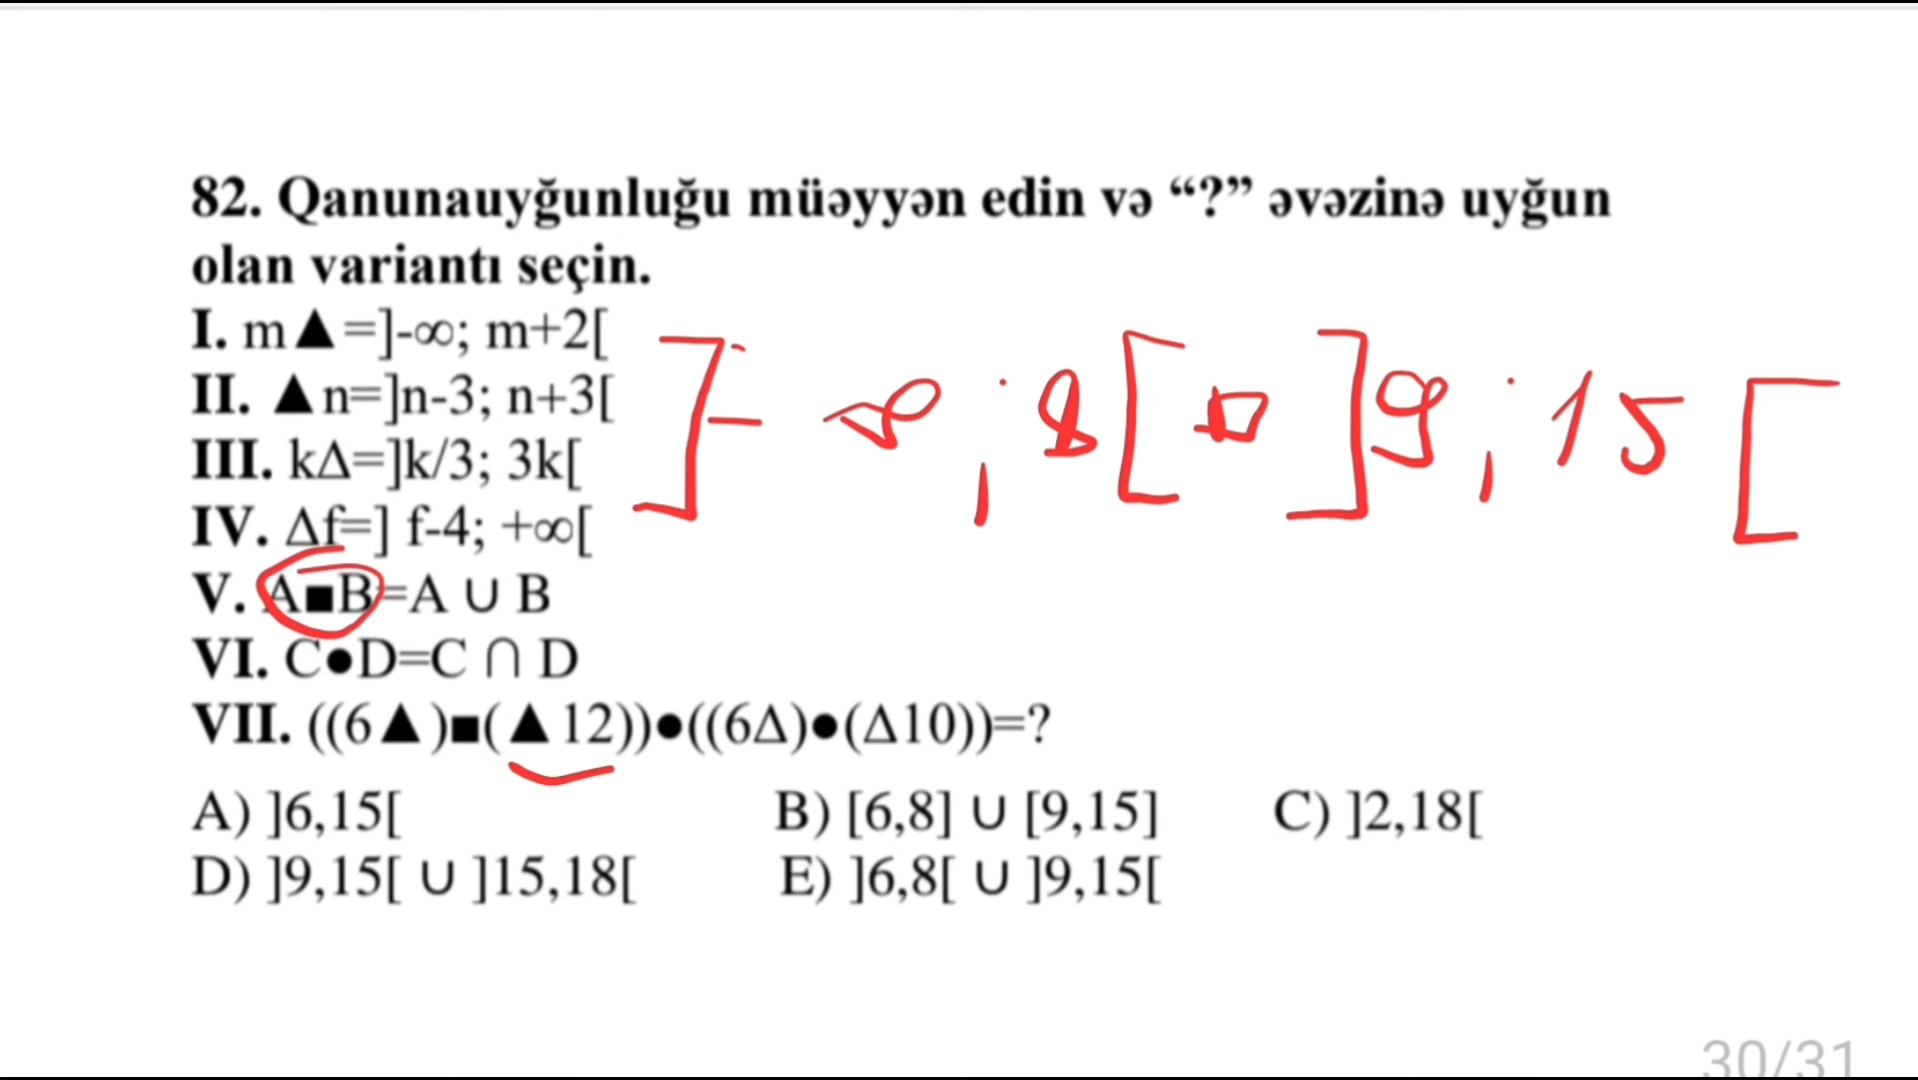 82. Qanunauyğunluğu müəyyən edin və “?” əvəzinə uyğun
olan variantı seçin.
I. m▲=]-∞; m+2[
II. ▲n=]n-3; n+3[
III. kΔ=]k/3; 3k[
IV. Δf=] f-4; +∞[
V. A■B=A ∪ B
VI. C●D=C ∩ D
VII. ((6▲)■(▲12))●((6Δ)●(Δ10))=?
]-∞; 8[ ■ ]9; 15[
A) ]6,15[ B) [6,8] ∪ [9,15] C) ]2,18[
D) ]9,15[ ∪ ]15,18[ E) ]6,8[ ∪ ]9,15[
30/31